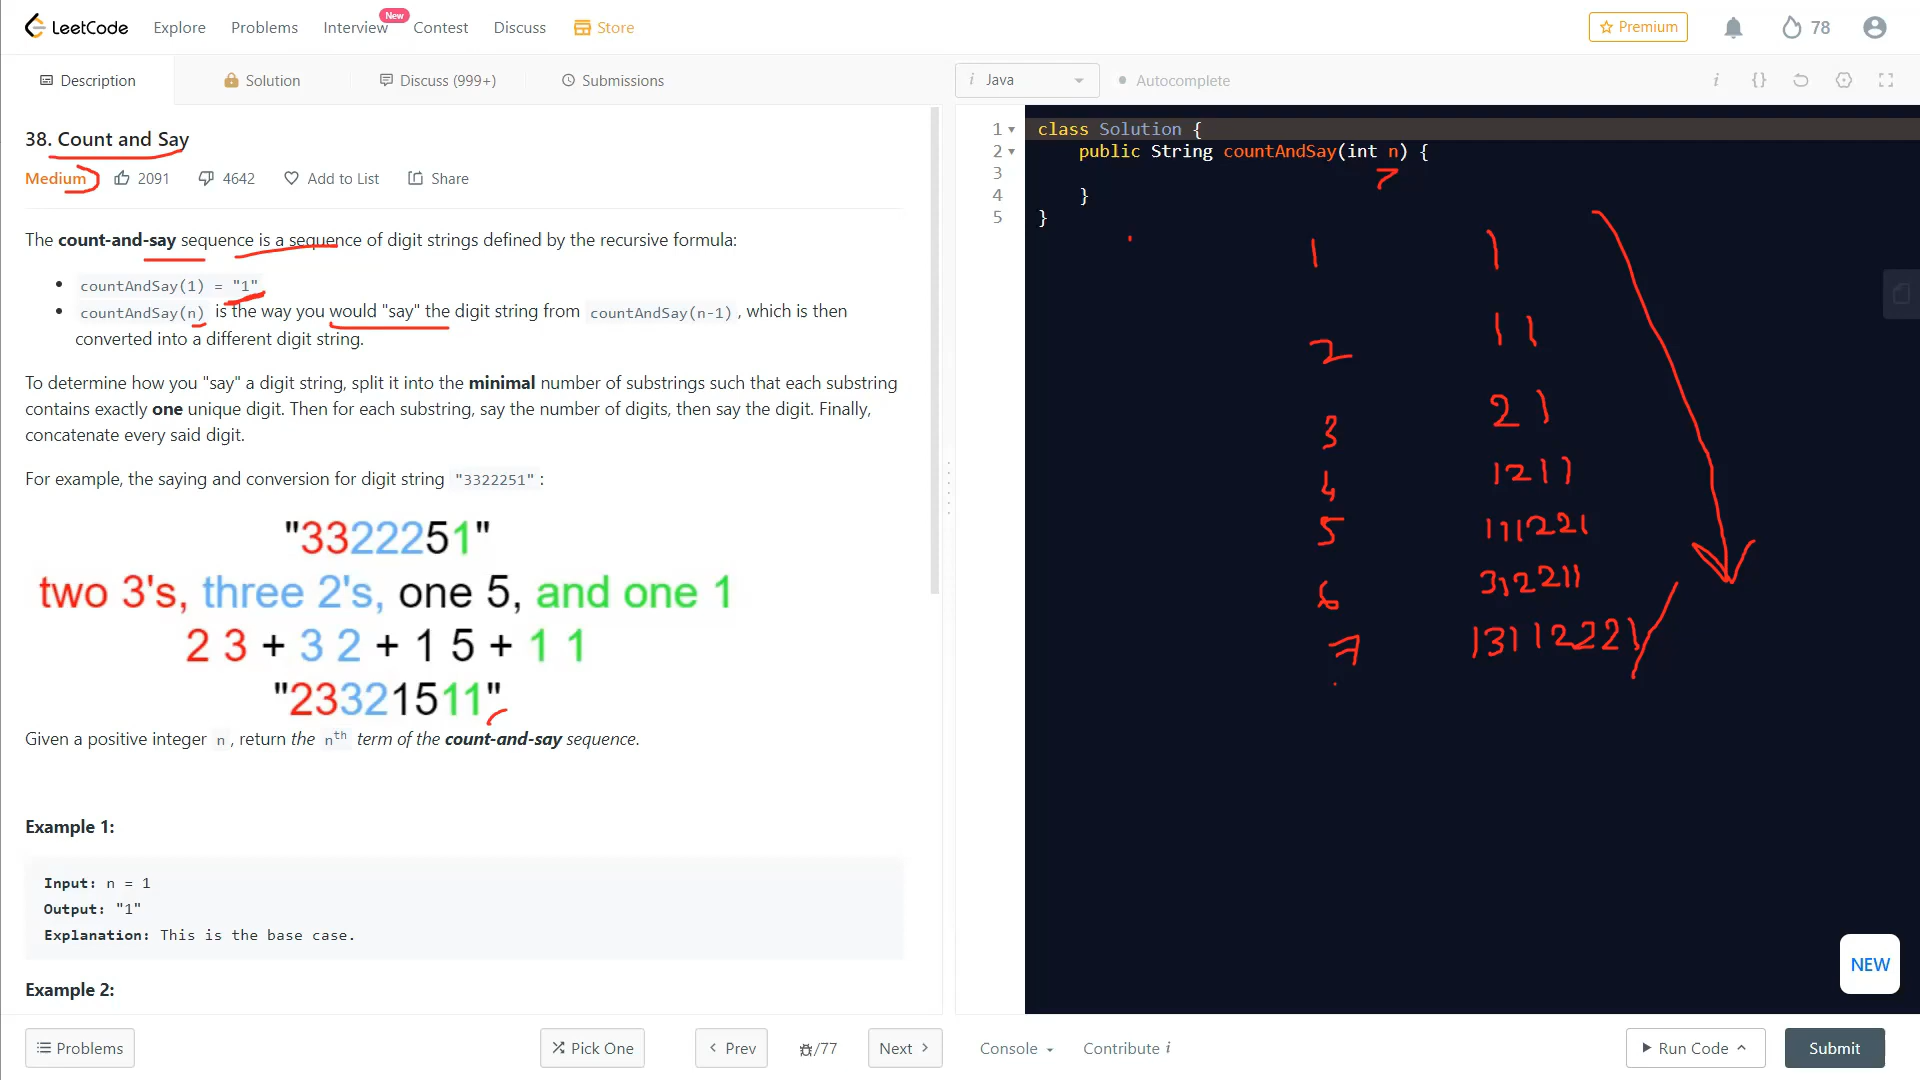 LeetCode Explore Problems Interview New Contest Discuss Store Premium 78
Description Solution Discuss (999+) Submissions
i Java Autocomplete i {}
38. Count and Say
Medium 2091 4642 Add to List Share
The count-and-say sequence is a sequence of digit strings defined by the recursive formula:
countAndSay(1) = "1"
countAndSay(n) is the way you would "say" the digit string from countAndSay(n-1), which is then
converted into a different digit string.
To determine how you "say" a digit string, split it into the minimal number of substrings such that each substring
contains exactly one unique digit. Then for each substring, say the number of digits, then say the digit. Finally,
concatenate every said digit.
For example, the saying and conversion for digit string "3322251":
"3322251"
two 3's, three 2's, one 5, and one 1
2 3 + 3 2 + 1 5 + 1 1
"23321511"
Given a positive integer n, return the nth term of the count-and-say sequence.
Example 1:
Input: n = 1
Output: "1"
Explanation: This is the base case.
Example 2:
1 class Solution {
2 public String countAndSay(int n) {
3
4 }
5 }
7
1 1
2 11
3 21
4 1211
5 111221
6 312211
7 13112221
NEW
Problems Pick One < Prev /77 Next > Console Contribute i Run Code Submit